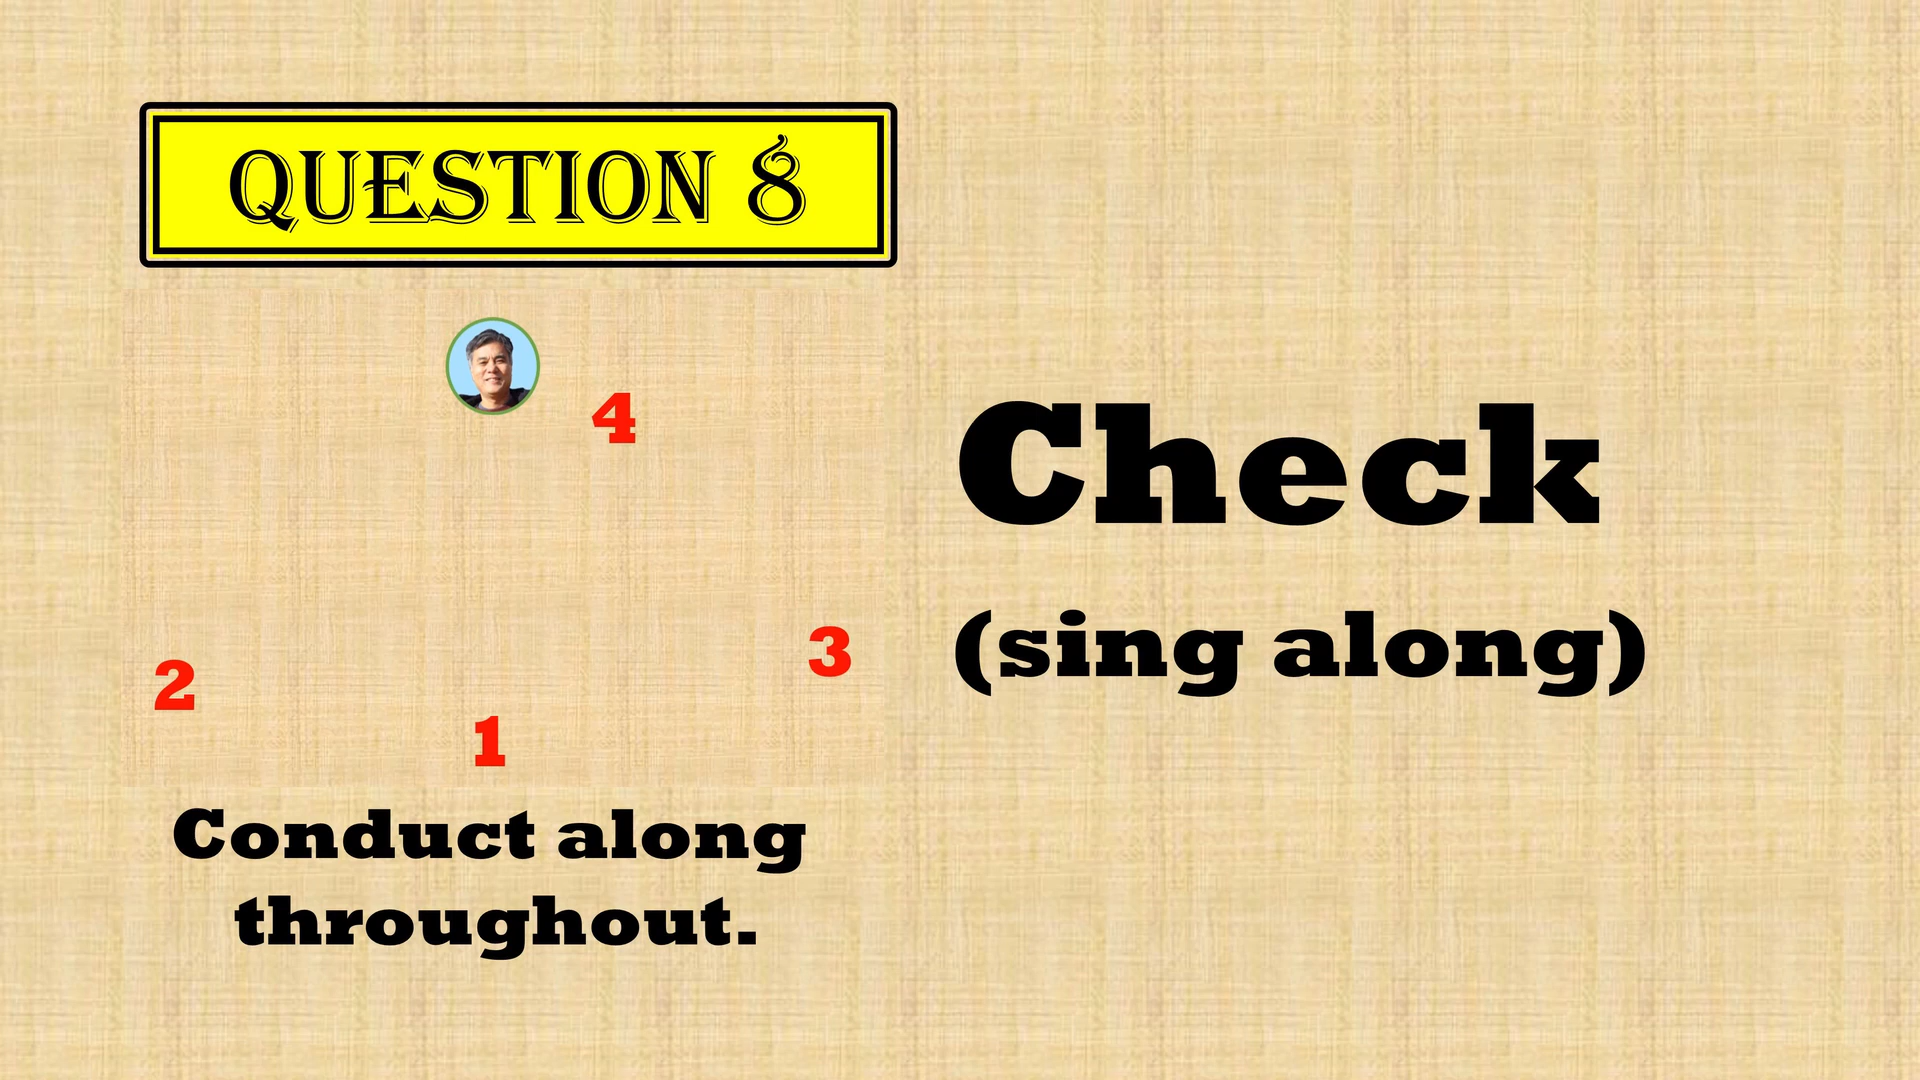 QUESTION 8
4
Check
(sing along)
3
2
1
Conduct along
throughout.